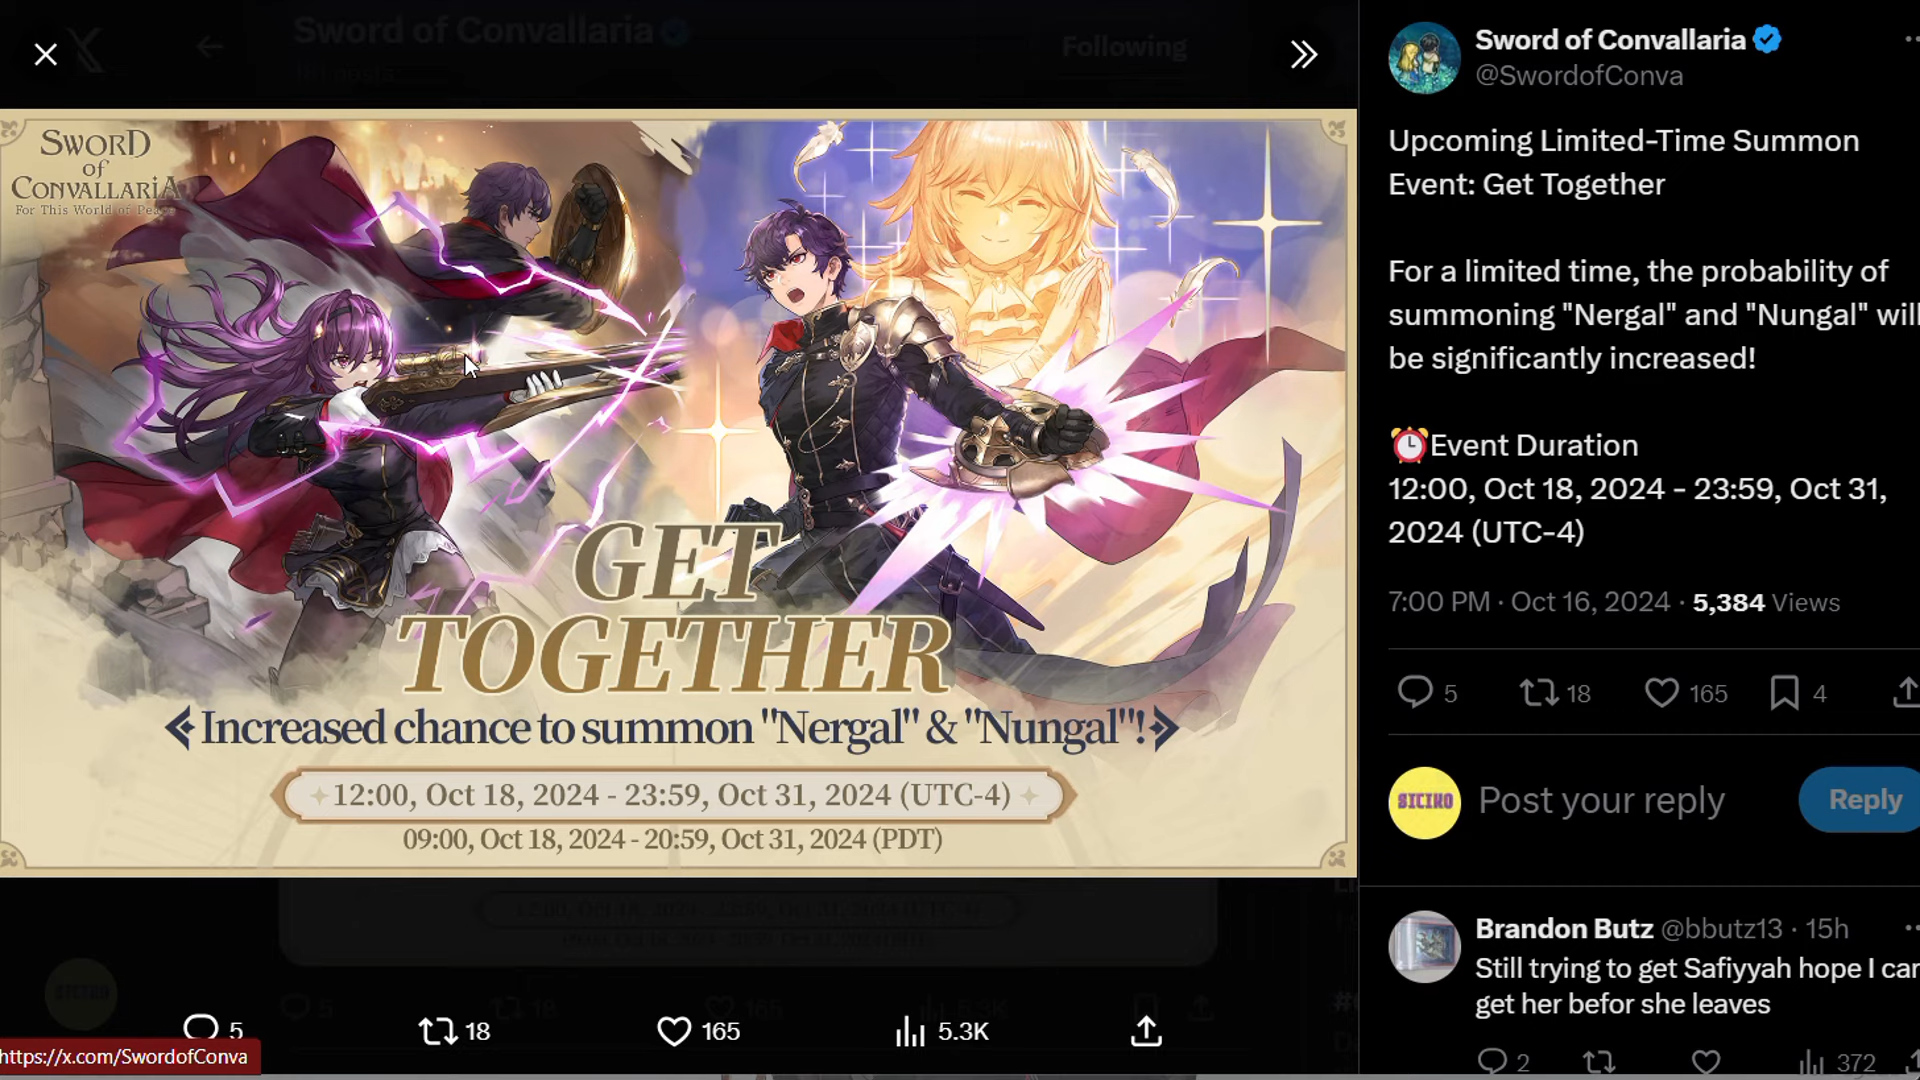 Sword of Convallaria
Following
SWORD
of
CONVALLARIA
For This World of Peace
GET
TOGETHER
Increased chance to summon "Nergal" & "Nungal"!
12:00, Oct 18, 2024 - 23:59, Oct 31, 2024 (UTC-4)
09:00, Oct 18, 2024 - 20:59, Oct 31, 2024 (PDT)
5
18
165
5.3K
https://x.com/SwordofConva
Sword of Convallaria
@SwordofConva
Upcoming Limited-Time Summon
Event: Get Together
For a limited time, the probability of
summoning "Nergal" and "Nungal" will
be significantly increased!
Event Duration
12:00, Oct 18, 2024 - 23:59, Oct 31,
2024 (UTC-4)
7:00 PM · Oct 16, 2024 · 5,384 Views
5
18
165
4
SICIKO
Post your reply
Reply
Brandon Butz @bbutz13 · 15h
Still trying to get Safiyyah hope I can
get her befor she leaves
2
372